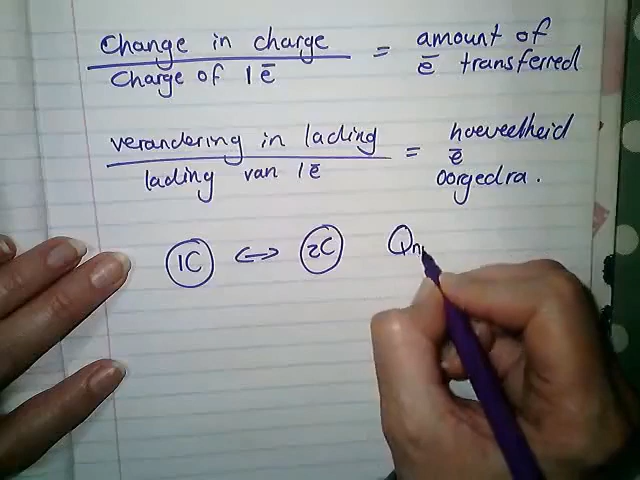 Change in charge = amount of
Charge of 1ē ē transferred
verandering in lading = hoeveelheid
lading van 1ē ē
oorgedra.
1C ↔ 2C Qn